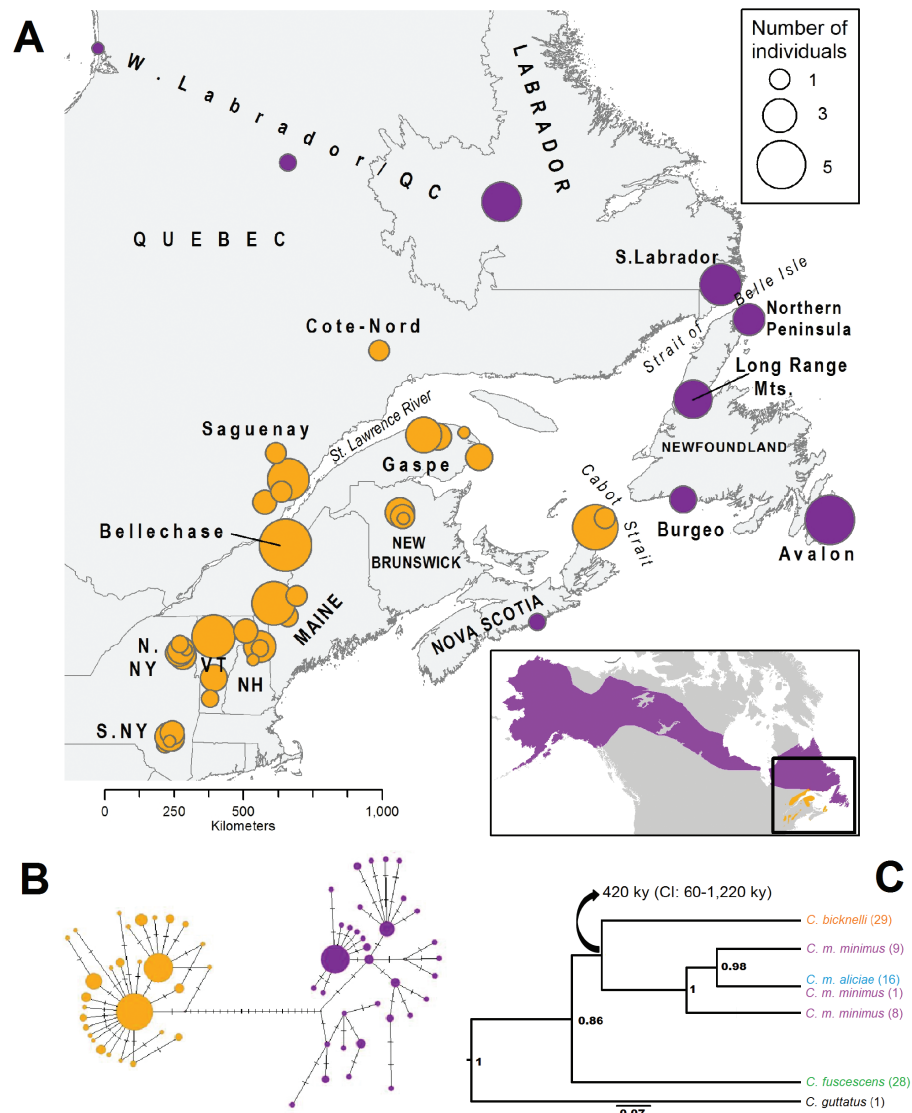 A
Number of
individuals
1
3
5
W. Labrador/QC
LABRADOR
QUEBEC
S.Labrador
Strait of Belle Isle
Northern
Peninsula
Cote-Nord
Long Range
Mts.
St. Lawrence River
Saguenay
Gaspe
NEWFOUNDLAND
Cabot Strait
Bellechase
NEW
BRUNSWICK
Burgeo
Avalon
MAINE
NOVA SCOTIA
N.
NY
VT
NH
S.NY
0 250 500 1,000
Kilometers
B
C
420 ky (CI: 60-1,220 ky)
C. bicknelli (29)
C. m. minimus (9)
0.98
C. m. aliciae (16)
C. m. minimus (1)
1
C. m. minimus (8)
0.86
1
C. fuscescens (28)
C. guttatus (1)